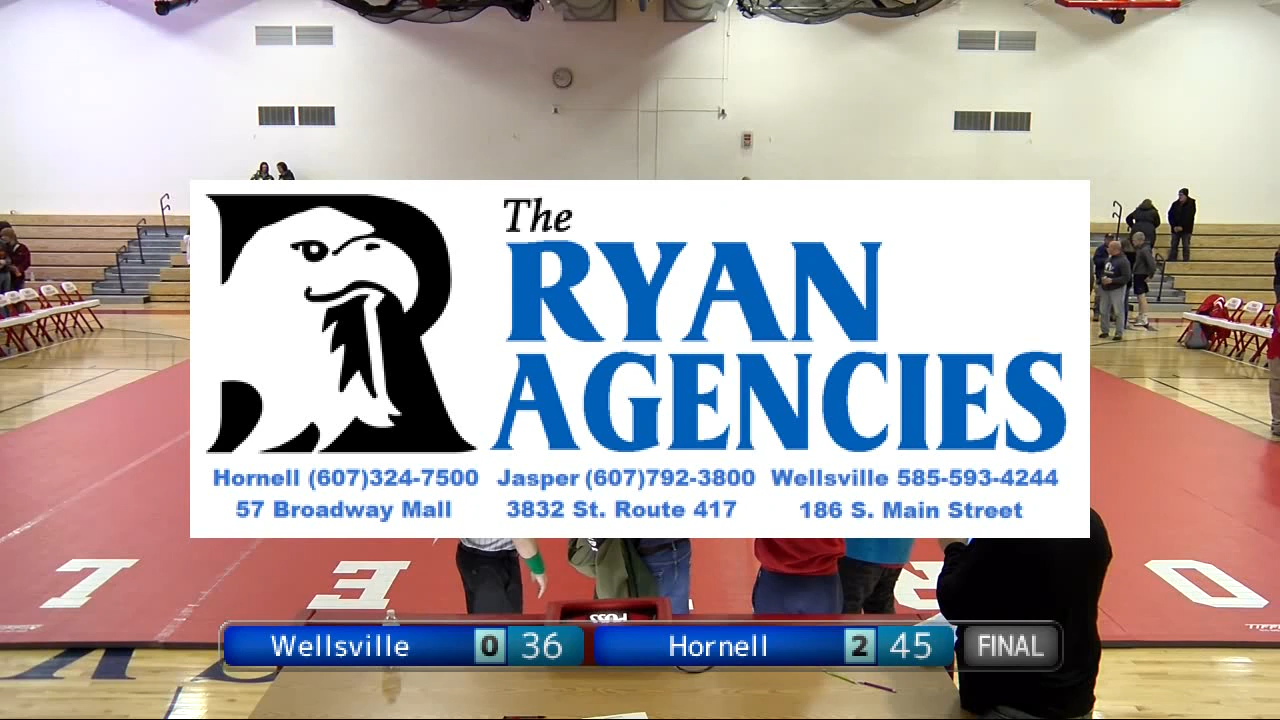 The
RYAN
AGENCIES
Hornell (607)324-7500 Jasper (607)792-3800 Wellsville 585-593-4244
57 Broadway Mall 3832 St. Route 417 186 S. Main Street
I E R O
Wellsville 0 36 Hornell 2 45 FINAL